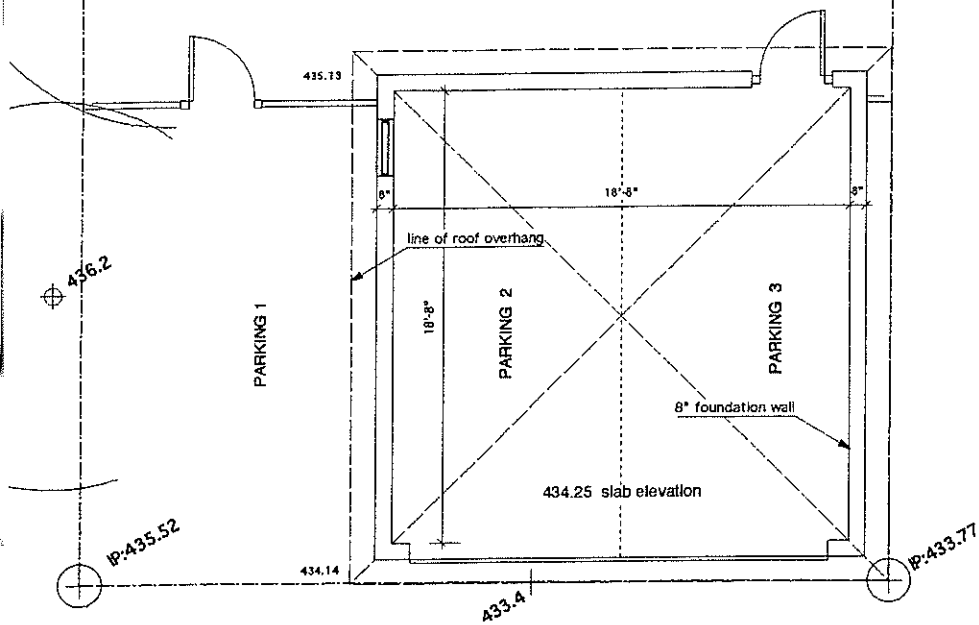 435.73
8"
18'-8"
8"
line of roof overhang
436.2
18'-8"
PARKING 1
PARKING 2
PARKING 3
8" foundation wall
434.25 slab elevation
IP:435.52
434.14
433.4
IP:433.77